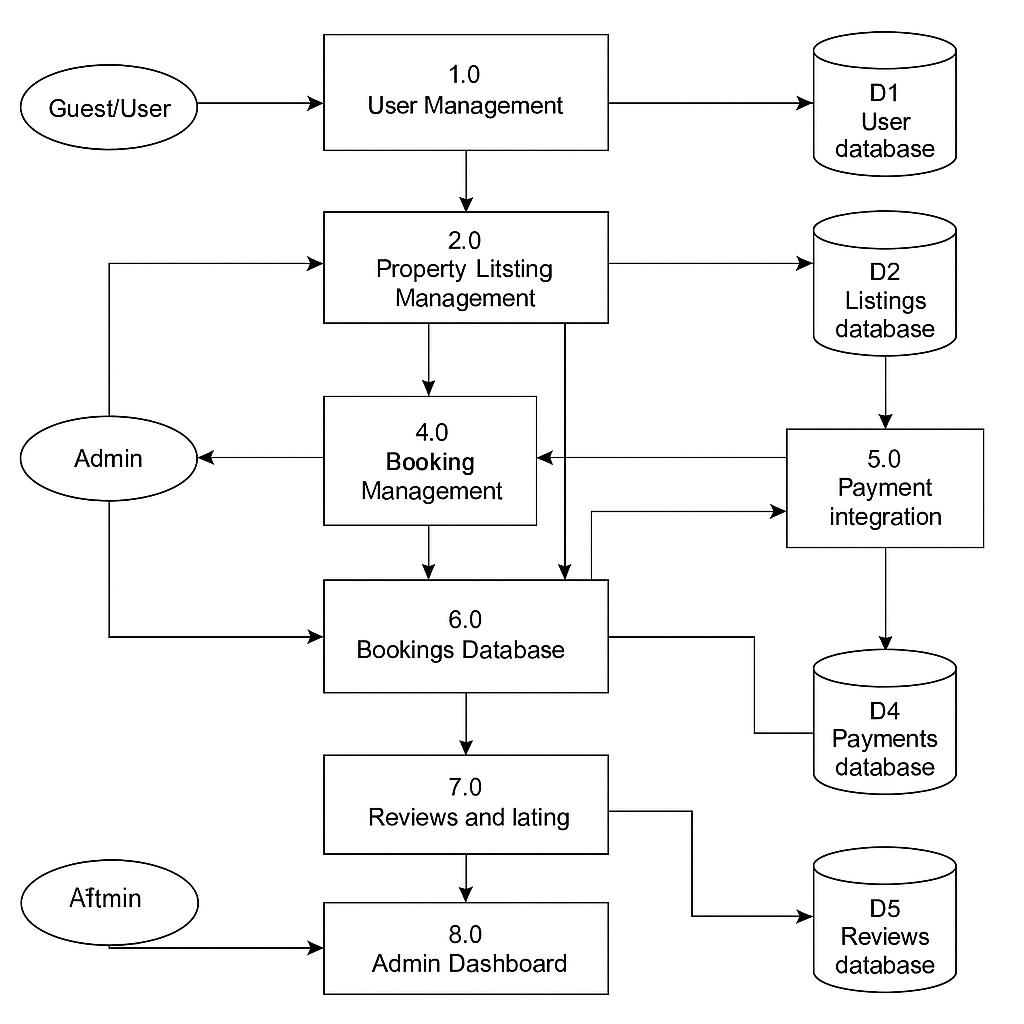 1.0
User Management
Guest/User
D1
User
database
2.0
Property Litsting
Management
D2
Listings
database
Admin
4.0
Booking
Management
5.0
Payment
integration
6.0
Bookings Database
D4
Payments
database
7.0
Reviews and lating
Aftmin
8.0
Admin Dashboard
D5
Reviews
database